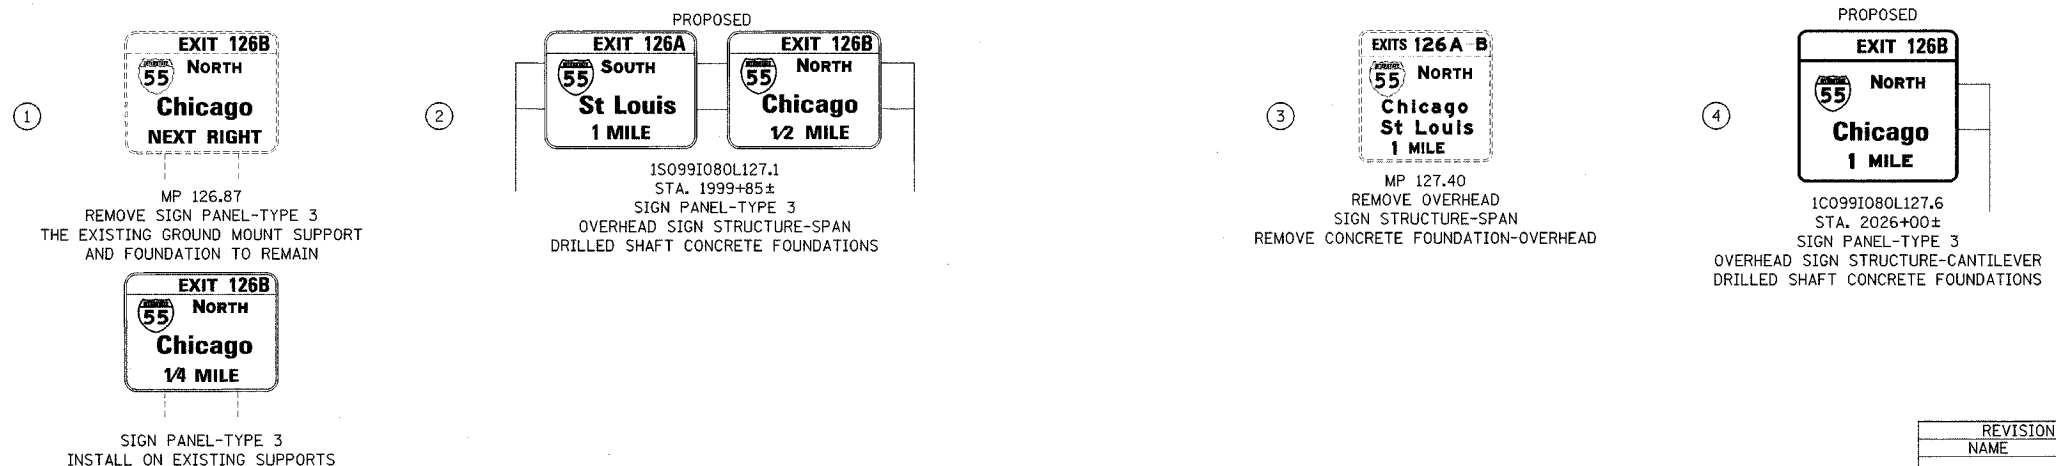 1
EXIT 126B
INTERSTATE
55 NORTH
Chicago
NEXT RIGHT
MP 126.87
REMOVE SIGN PANEL-TYPE 3
THE EXISTING GROUND MOUNT SUPPORT
AND FOUNDATION TO REMAIN
EXIT 126B
INTERSTATE
55 NORTH
Chicago
1/4 MILE
SIGN PANEL-TYPE 3
INSTALL ON EXISTING SUPPORTS
2
PROPOSED
EXIT 126A
INTERSTATE
55 SOUTH
St Louis
1 MILE
EXIT 126B
INTERSTATE
55 NORTH
Chicago
1/2 MILE
1S099I080L127.1
STA. 1999+85±
SIGN PANEL-TYPE 3
OVERHEAD SIGN STRUCTURE-SPAN
DRILLED SHAFT CONCRETE FOUNDATIONS
3
EXITS 126A-B
INTERSTATE
55 NORTH
Chicago
St Louis
1 MILE
MP 127.40
REMOVE OVERHEAD
SIGN STRUCTURE-SPAN
REMOVE CONCRETE FOUNDATION-OVERHEAD
4
PROPOSED
EXIT 126B
INTERSTATE
55 NORTH
Chicago
1 MILE
1C099I080L127.6
STA. 2026+00±
SIGN PANEL-TYPE 3
OVERHEAD SIGN STRUCTURE-CANTILEVER
DRILLED SHAFT CONCRETE FOUNDATIONS
REVISION
NAME